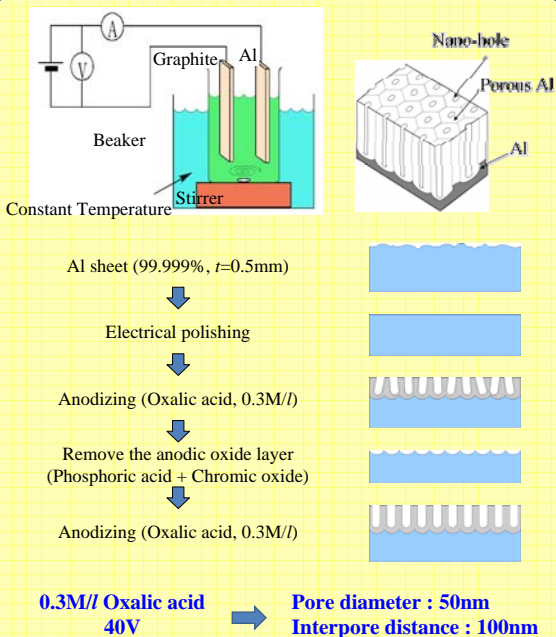 A
V
Graphite
Al
Beaker
Constant Temperature
Stirrer
Nano-hole
Porous Al
Al
Al sheet (99.999%, t=0.5mm)
Electrical polishing
Anodizing (Oxalic acid, 0.3M/l)
Remove the anodic oxide layer
(Phosphoric acid + Chromic oxide)
Anodizing (Oxalic acid, 0.3M/l)
0.3M/l Oxalic acid
40V
Pore diameter : 50nm
Interpore distance : 100nm